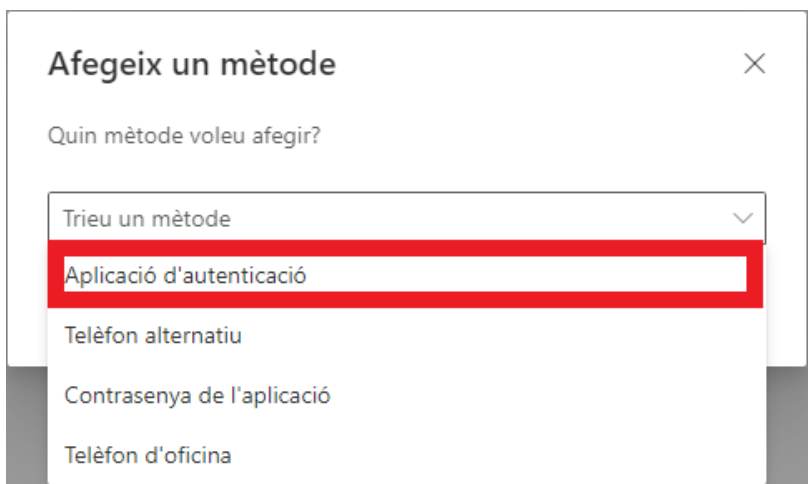 Afegeix un mètode
Quin mètode voleu afegir?
Trieu un mètode
Aplicació d'autenticació
Telèfon alternatiu
Contrasenya de l'aplicació
Telèfon d'oficina